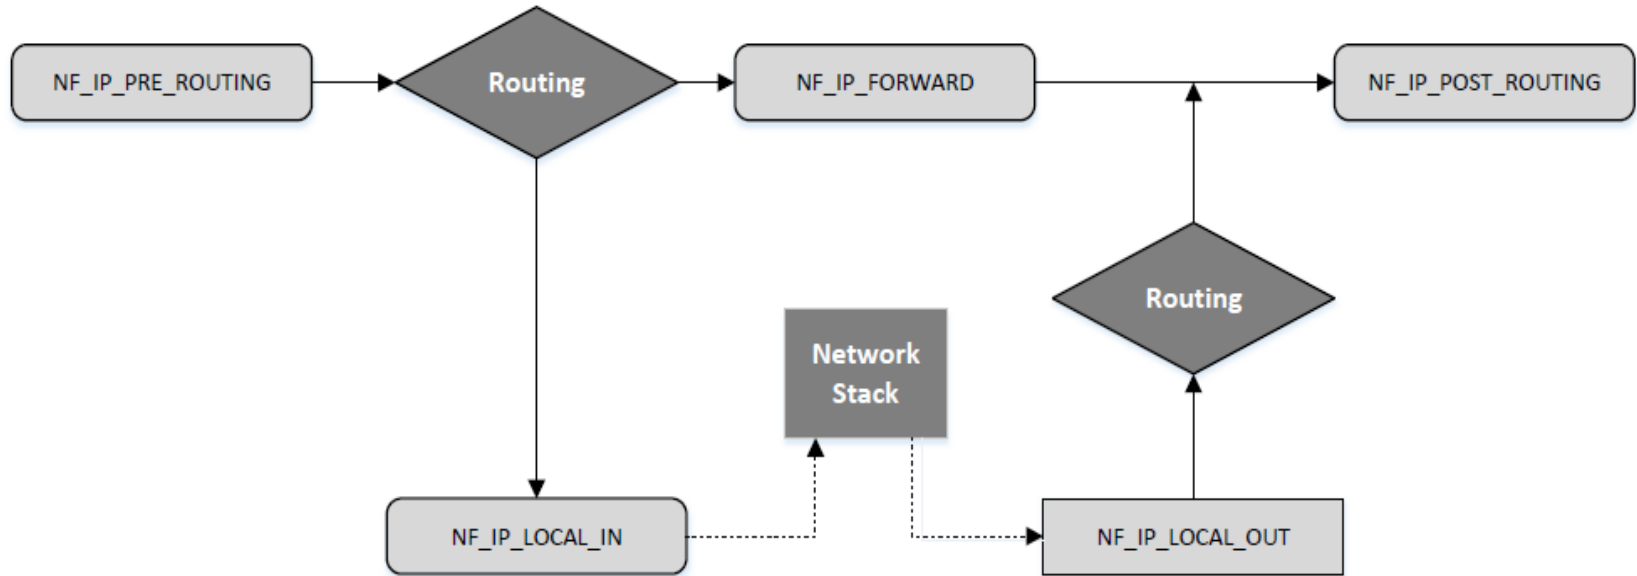 NF_IP_PRE_ROUTING
Routing
NF_IP_FORWARD
NF_IP_POST_ROUTING
Routing
Network
Stack
NF_IP_LOCAL_IN
NF_IP_LOCAL_OUT